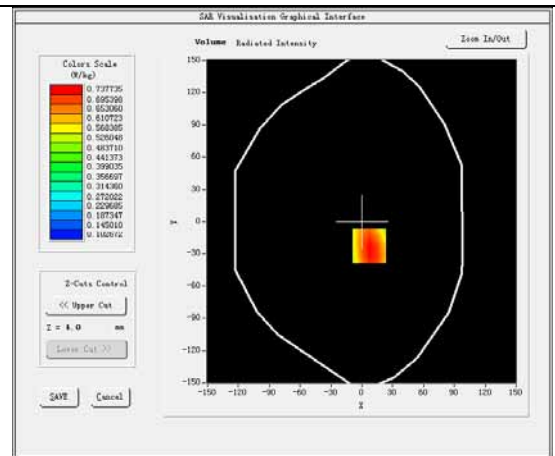 SAR Visualisation Graphical Interface
Volume Radiated Intensity
Zoom In/Out
Colors Scale
(W/kg)
0.737735
0.695398
0.653060
0.610723
0.568385
0.526048
0.483710
0.441373
0.399035
0.356697
0.314360
0.272022
0.229685
0.187347
0.145010
0.102672
Z-Cuts Control
<< Upper Cut
Z = 4.0 mm
Lower Cut >>
SAVE Cancel
150
120
90
60
30
0
-30
-60
-90
-120
-150
Y
-150 -120 -90 -60 -30 0 30 60 90 120 150
X